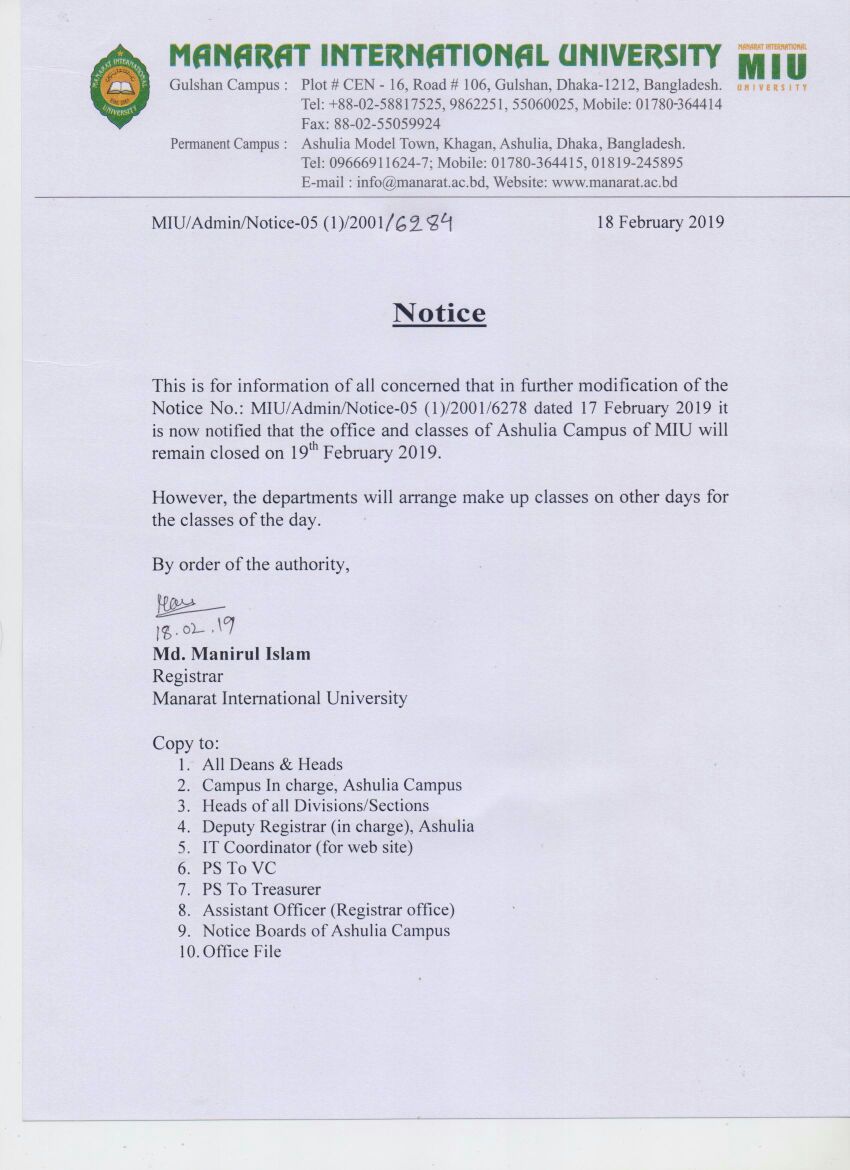 MANARAT INTERNATIONAL UNIVERSITY
MANARAT INTERNATIONAL
MIU
UNIVERSITY
MANARAT INTERNATIONAL
UNIVERSITY
Gulshan Campus : Plot # CEN - 16, Road # 106, Gulshan, Dhaka-1212, Bangladesh.
Tel: +88-02-58817525, 9862251, 55060025, Mobile: 01780-364414
Fax: 88-02-55059924
Permanent Campus : Ashulia Model Town, Khagan, Ashulia, Dhaka, Bangladesh.
Tel: 09666911624-7; Mobile: 01780-364415, 01819-245895
E-mail : info@manarat.ac.bd, Website: www.manarat.ac.bd
MIU/Admin/Notice-05 (1)/2001/6284 18 February 2019
Notice
This is for information of all concerned that in further modification of the
Notice No.: MIU/Admin/Notice-05 (1)/2001/6278 dated 17 February 2019 it
is now notified that the office and classes of Ashulia Campus of MIU will
remain closed on 19th February 2019.
However, the departments will arrange make up classes on other days for
the classes of the day.
By order of the authority,
18.02.19
Md. Manirul Islam
Registrar
Manarat International University
Copy to:
1. All Deans & Heads
2. Campus In charge, Ashulia Campus
3. Heads of all Divisions/Sections
4. Deputy Registrar (in charge), Ashulia
5. IT Coordinator (for web site)
6. PS To VC
7. PS To Treasurer
8. Assistant Officer (Registrar office)
9. Notice Boards of Ashulia Campus
10. Office File